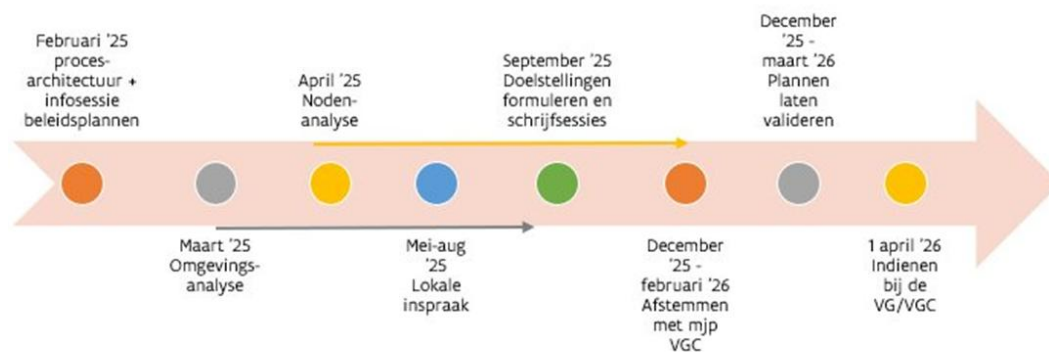 Februari '25
proces-
architectuur +
infosessie
beleidsplannen
Maart '25
Omgevings-
analyse
April '25
Noden-
analyse
Mei-aug
'25
Lokale
inspraak
September '25
Doelstellingen
formuleren en
schrijfsessies
December
'25 -
februari '26
Afstemmen
met mjp
VGC
December
'25 -
maart '26
Plannen
laten
valideren
1 april '26
Indienen
bij de
VG/VGC